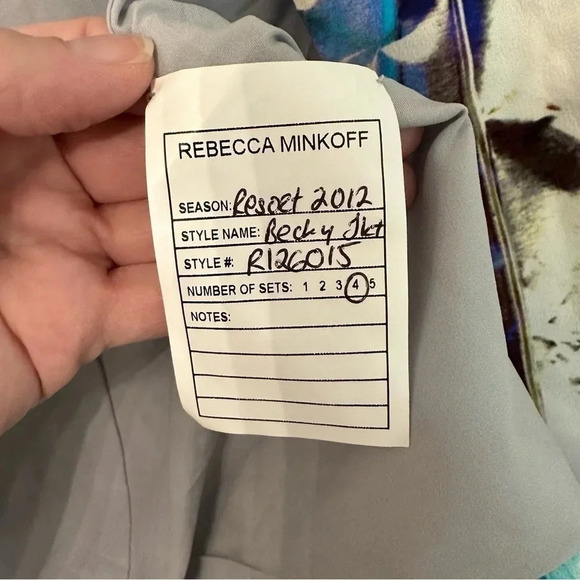 REBECCA MINKOFF
SEASON: Resort 2012
STYLE NAME: Becky Jkt
STYLE #: R126015
NUMBER OF SETS: 1 2 3 4 5
NOTES: